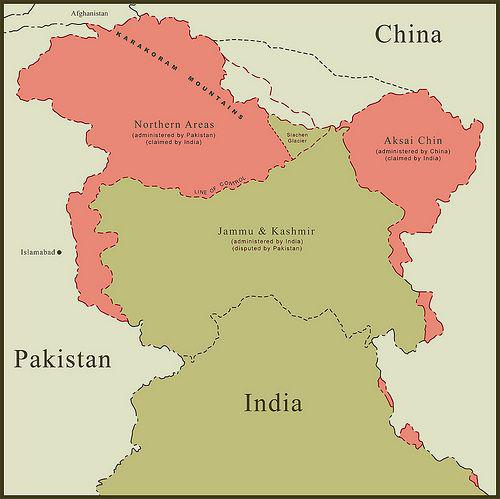 Afghanistan
China
KARAKORAM MOUNTAINS
Northern Areas
(administered by Pakistan)
(claimed by India)
Siachen
Glacier
Aksai Chin
(administered by China)
(claimed by India)
LINE OF CONTROL
Jammu & Kashmir
(administered by India)
(disputed by Pakistan)
Islamabad
Pakistan
India